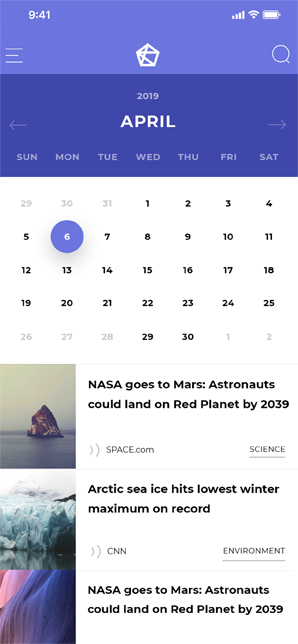 9:41
2019
APRIL
SUN MON TUE WED THU FRI SAT
29 30 31 1 2 3 4
5 6 7 8 9 10 11
12 13 14 15 16 17 18
19 20 21 22 23 24 25
26 27 28 29 30 1 2
NASA goes to Mars: Astronauts
could land on Red Planet by 2039
SPACE.com SCIENCE
Arctic sea ice hits lowest winter
maximum on record
CNN ENVIRONMENT
NASA goes to Mars: Astronauts
could land on Red Planet by 2039